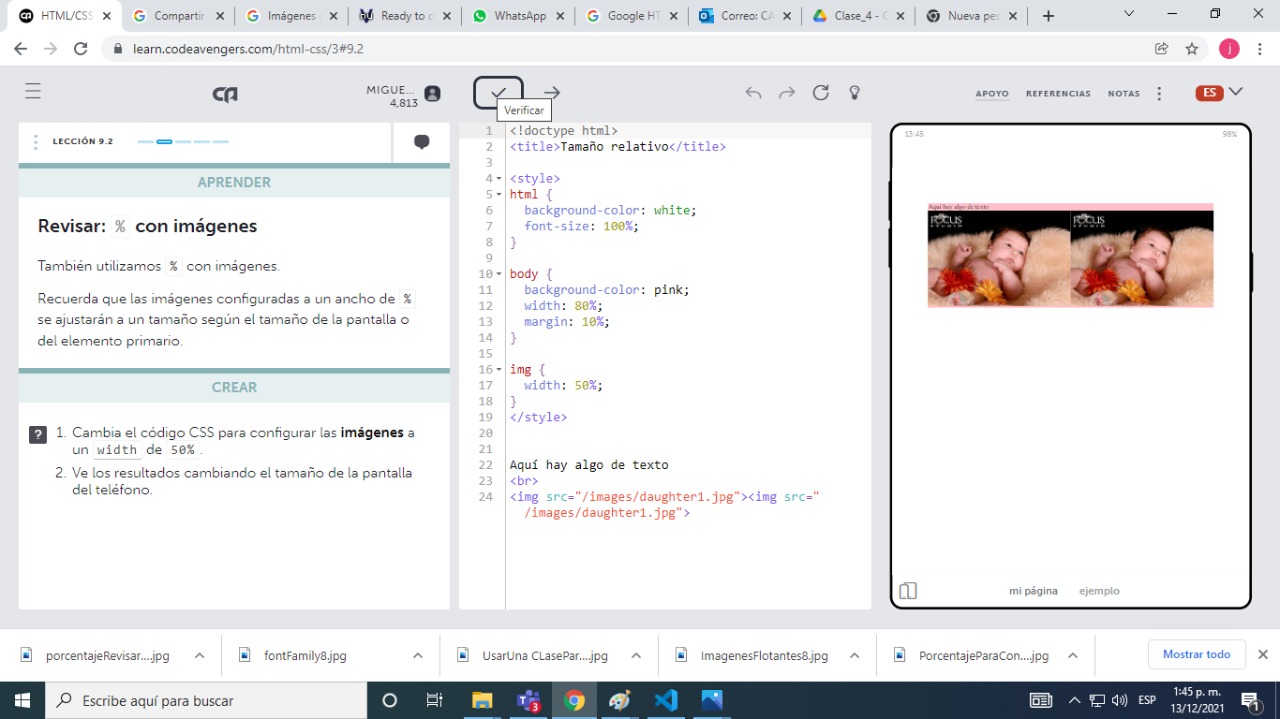 HTML/CSS
Compartir
Imágenes
Ready to c
WhatsApp
Google HT
Correo: CA
Clase_4 - G
Nueva pes
learn.codeavengers.com/html-css/3#9.2
j
MIGUE...
4,813
Verificar
APOYO
REFERENCIAS
NOTAS
ES
LECCIÓN 9.2
APRENDER
Revisar: % con imágenes
También utilizamos % con imágenes.
Recuerda que las imágenes configuradas a un ancho de %
se ajustarán a un tamaño según el tamaño de la pantalla o
del elemento primario.
CREAR
?
1. Cambia el código CSS para configurar las imágenes a
un width de 50% .
2. Ve los resultados cambiando el tamaño de la pantalla
del teléfono.
1 <!doctype html>
2 <title>Tamaño relativo</title>
3
4 <style>
5 html {
6 background-color: white;
7 font-size: 100%;
8 }
9
10 body {
11 background-color: pink;
12 width: 80%;
13 margin: 10%;
14 }
15
16 img {
17 width: 50%;
18 }
19 </style>
20
21
22 Aquí hay algo de texto
23 <br>
24 <img src="/images/daughter1.jpg"><img src="
/images/daughter1.jpg">
13:45
98%
Aquí hay algo de texto
FOCUS
STUDIO
FOCUS
STUDIO
mi página
ejemplo
porcentajeRevisar....jpg
fontFamily8.jpg
UsarUna CLasePar....jpg
ImagenesFlotantes8.jpg
PorcentajeParaCon....jpg
Mostrar todo
Escribe aquí para buscar
3
ESP
1:45 p. m.
13/12/2021
1